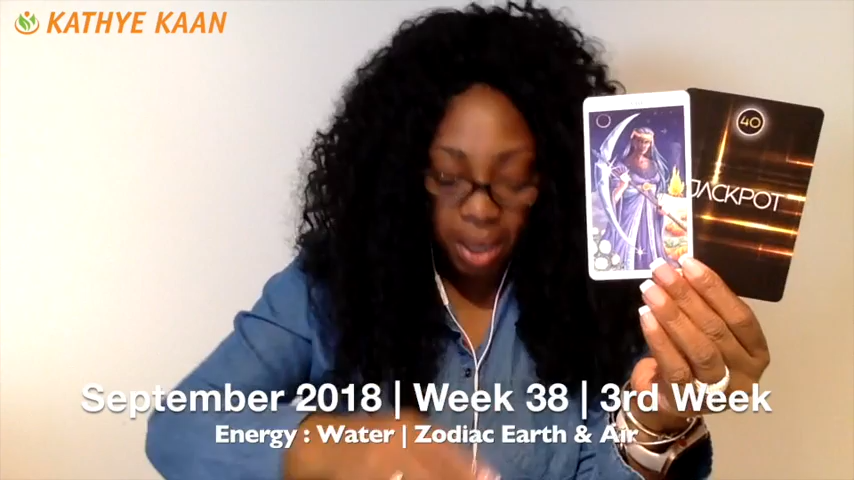 KATHYE KAAN
40
JACKPOT
September 2018 | Week 38 | 3rd Week
Energy : Water | Zodiac Earth & Air